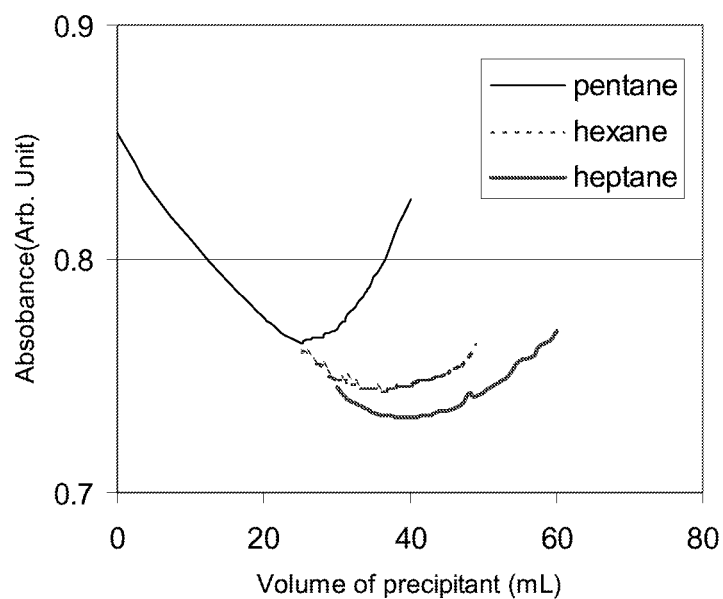 0.9
0.8
0.7
Absobance(Arb. Unit)
pentane
hexane
heptane
0 20 40 60 80
Volume of precipitant (mL)